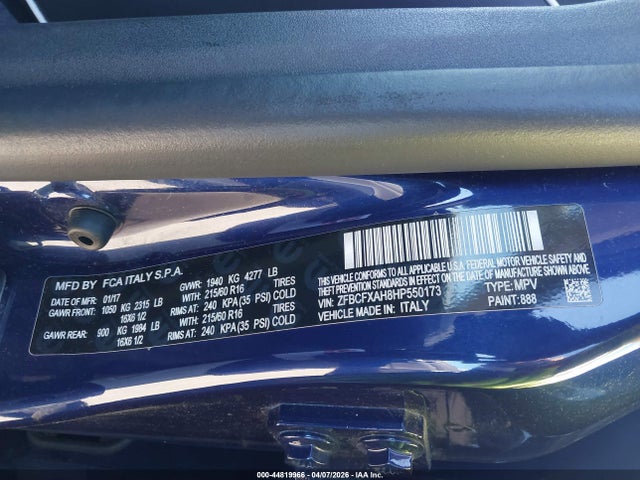 MFD BY FCA ITALY S.P.A.
DATE MFR 01/17 GVWR: 1940 KG 4277 LB
GAWR FRONT: 1050 KG 2315 LB WITH: 215/60 R16 TIRES
16X6 1/2 RIMS AT: 240 KPA(35 PSI) COLD
GAWR REAR: 900 KG 1984 LB WITH: 215/60 R16 TIRES
16X6 1/2 RIMS AT: 240 KPA(35 PSI) COLD
THIS VEHICLE CONFORMS TO ALL APPLICABLE U.S.A. FEDERAL MOTOR VEHICLE SAFETY AND
THEFT PREVENTION STANDARDS IN EFFECT ON THE DATE OF MANUFACTURE SHOWN ABOVE.
VIN: ZFBCFXAH8HP550173 TYPE: MPV
VEHICLE MADE IN: ITALY PAINT: 888
000-44819966 - 04/07/2026 - IAAI.COM